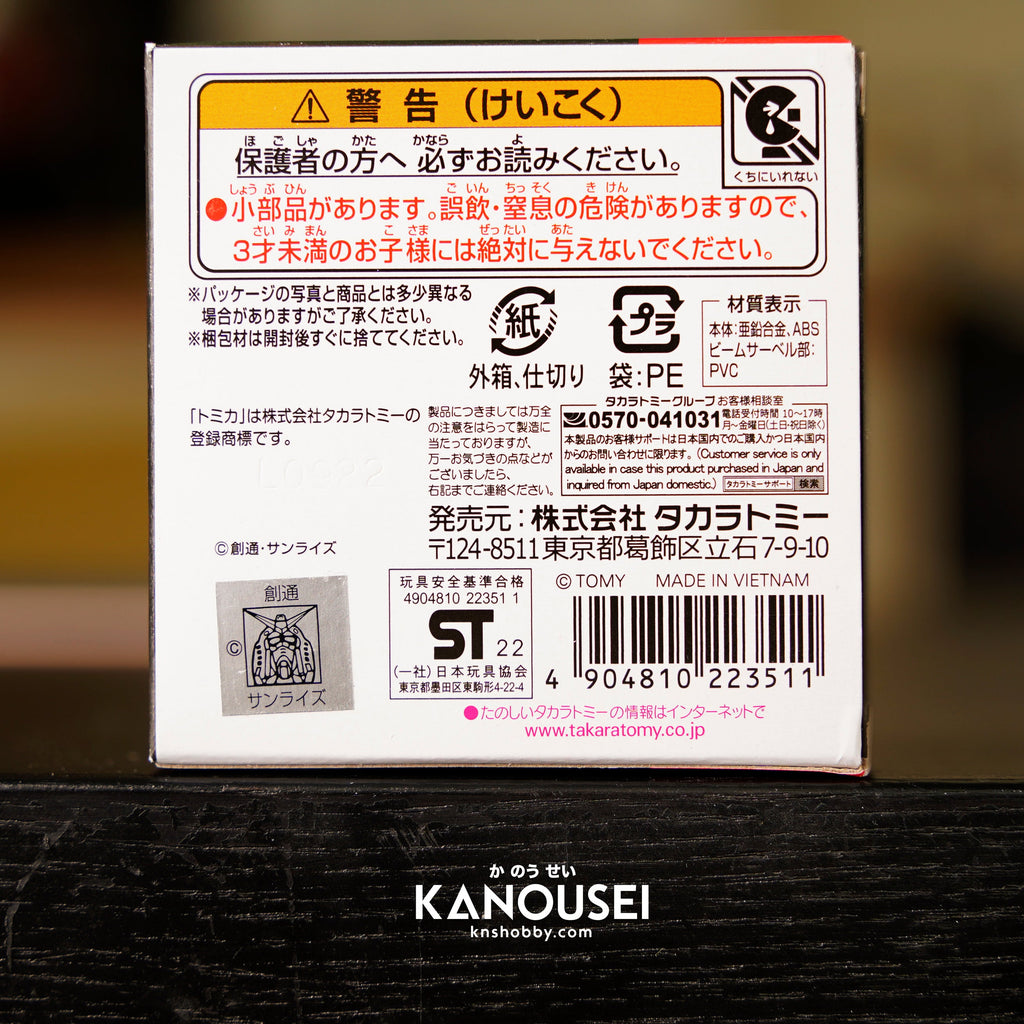 警告(けいこく)
保護者の方へ 必ずお読みください。
ほごしゃ かた かなら よ
くちにいれない
●小部品があります。誤飲・窒息の危険がありますので、
しょうぶひん ごいん ちっそく きけん
3才未満のお子様には絶対に与えないでください。
さいみまん こさま ぜったい あた
※パッケージの写真と商品とは多少異なる
場合がありますがご了承ください。
※梱包材は開封後すぐに捨ててください。
紙
外箱、仕切り
プラ
袋:PE
材質表示
本体:亜鉛合金、ABS
ビームサーベル部:
PVC
「トミカ」は株式会社タカラトミーの
登録商標です。
L0922
製品につきましては万全
の注意をはらって製造に
当たっておりますが、
万一お気づきの点などが
ございましたら、
右記までご連絡ください。
タカラトミーグループお客様相談室
0570-041031
電話受付時間 10〜17時
月〜金曜日(土日・祝日除く)
本製品のお客様サポートは日本国内でのご購入かつ日本国内
からのお問い合わせに限ります。(Customer service is only
available in case this product purchased in Japan and
inquired from Japan domestic.)
タカラトミーサポート 検索
発売元:株式会社 タカラトミー
〒124-8511 東京都葛飾区立石7-9-10
©創通・サンライズ
創通
©
サンライズ
玩具安全基準合格
4904810 22351 1
ST 22
(一社)日本玩具協会
東京都墨田区東駒形4-22-4
©TOMY MADE IN VIETNAM
4 904810 223511
●たのしいタカラトミーの情報はインターネットで
www.takaratomy.co.jp
かのうせい
KANOUSEI
knshobby.com